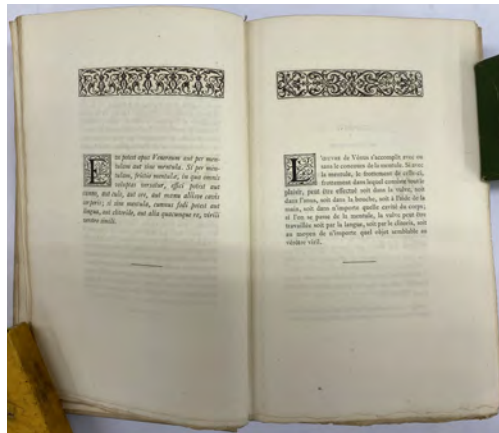 Eto potest opus Venereum aut per men-
tulam aut sine mentula. Si per men-
tulam, frictio mentulæ, in qua omnis
voluptas versatur, effici potest aut
cunno, aut culo, aut ore, aut manu aliâve cavis
corporis; si sine mentula, cunnus fodi potest aut
lingua, aut clitoride, aut alia quacumque re, virili
simili.
L'œuvre de Vénus s'accomplit avec ou
sans le concours de la mentule. Si avec
la mentule, le frottement de celle-ci,
frottement dans lequel consiste tout le
plaisir, peut être effectué soit dans la vulve, soit
dans l'anus, soit dans la bouche, soit à l'aide de la
main, soit dans n'importe quelle cavité du corps;
si l'on se passe de la mentule, la vulve peut être
travaillée soit par la langue, soit par le clitoris, soit
au moyen de n'importe quel objet semblable au
viril.